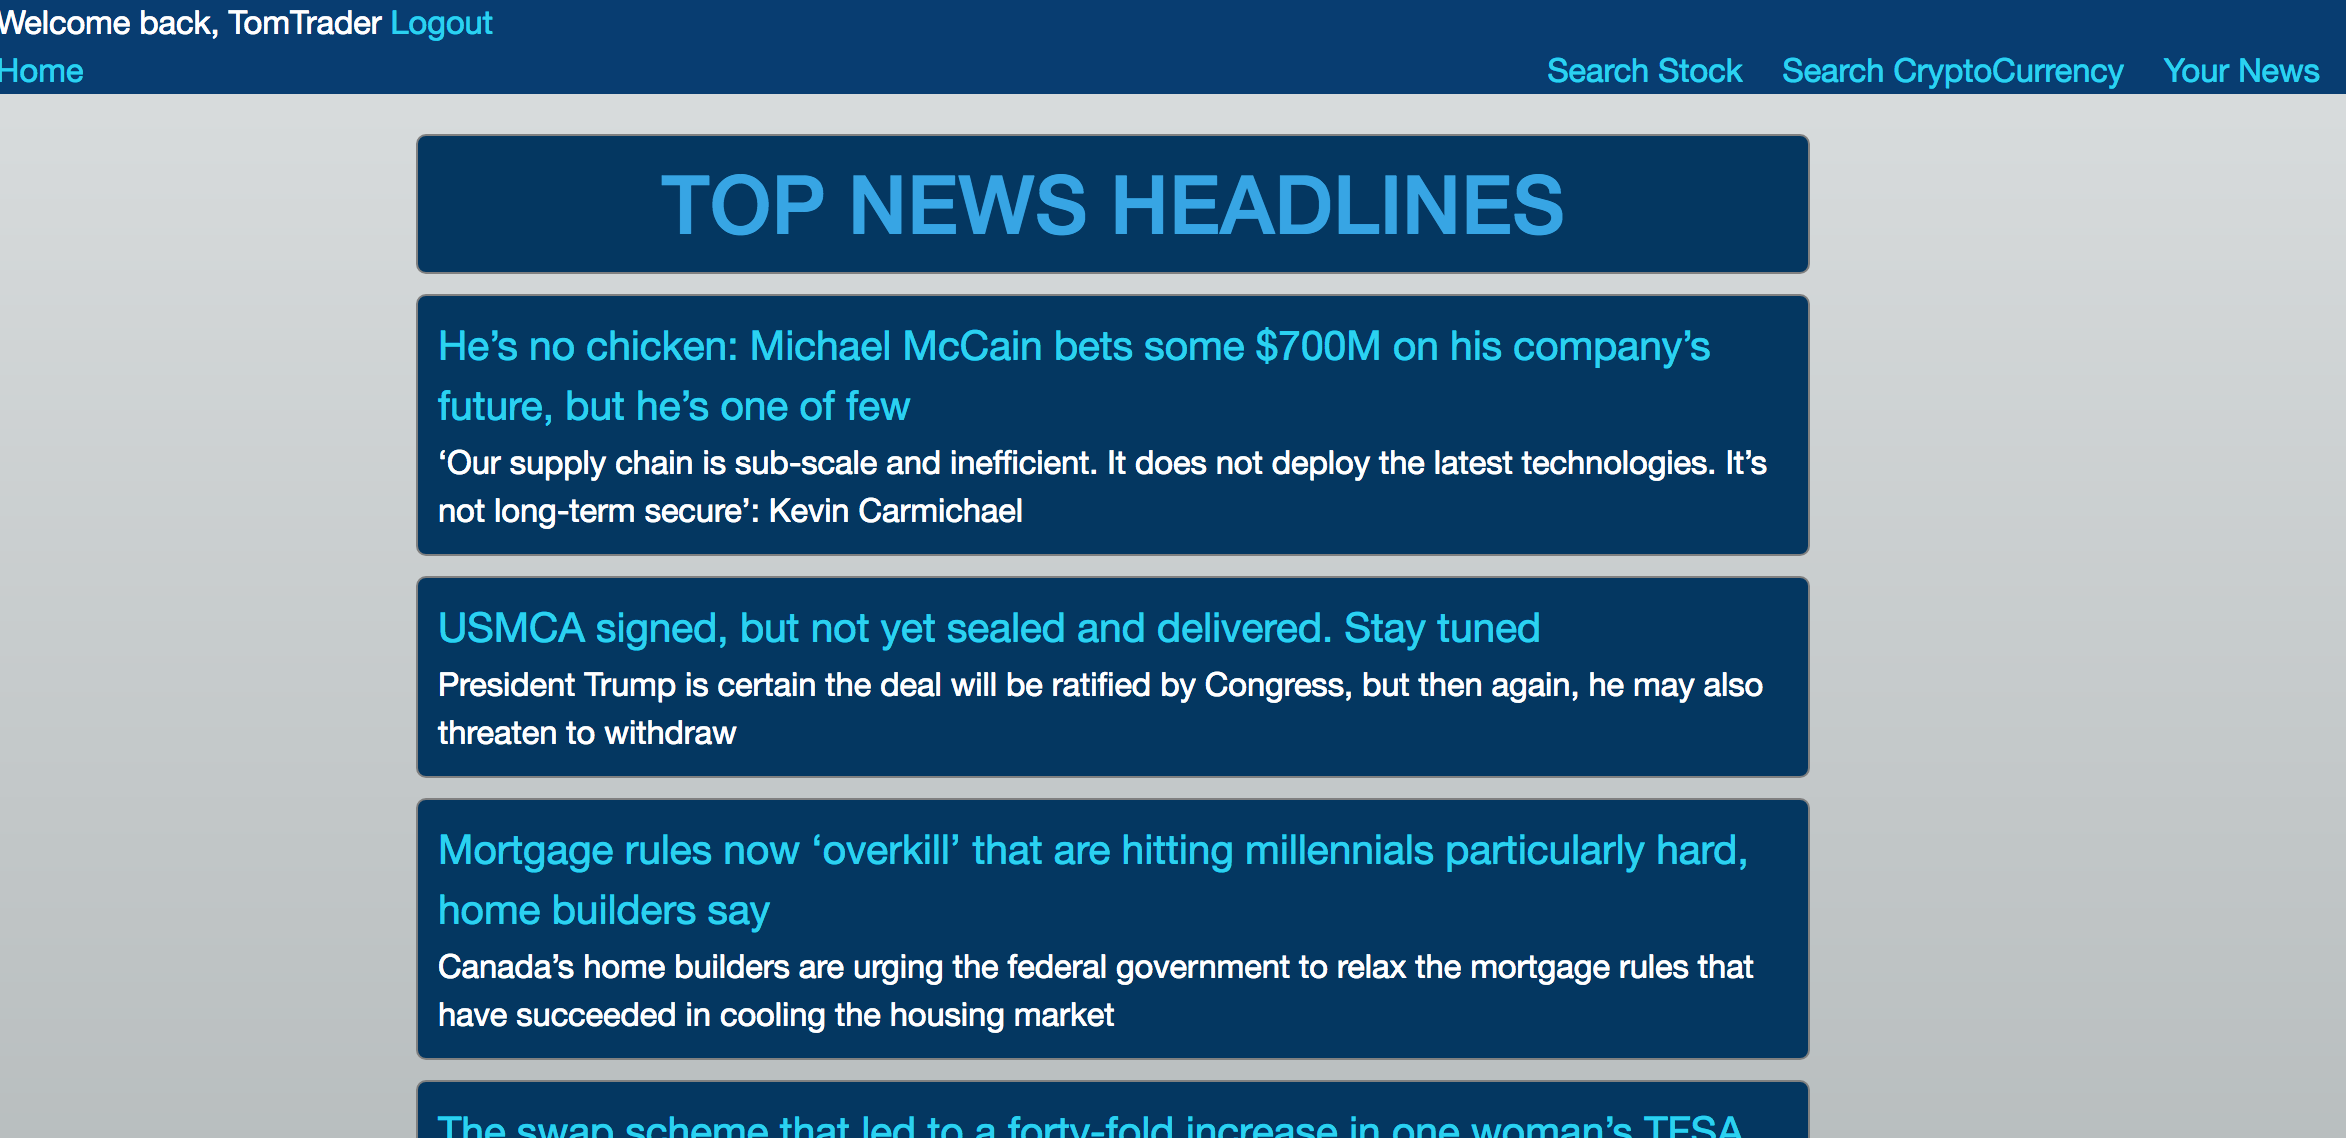 Welcome back, TomTrader Logout
Home Search Stock Search CryptoCurrency Your News
TOP NEWS HEADLINES
He’s no chicken: Michael McCain bets some $700M on his company’s
future, but he’s one of few
‘Our supply chain is sub-scale and inefficient. It does not deploy the latest technologies. It’s
not long-term secure’: Kevin Carmichael
USMCA signed, but not yet sealed and delivered. Stay tuned
President Trump is certain the deal will be ratified by Congress, but then again, he may also
threaten to withdraw
Mortgage rules now ‘overkill’ that are hitting millennials particularly hard,
home builders say
Canada’s home builders are urging the federal government to relax the mortgage rules that
have succeeded in cooling the housing market
The swap scheme that led to a forty-fold increase in one woman’s TFSA